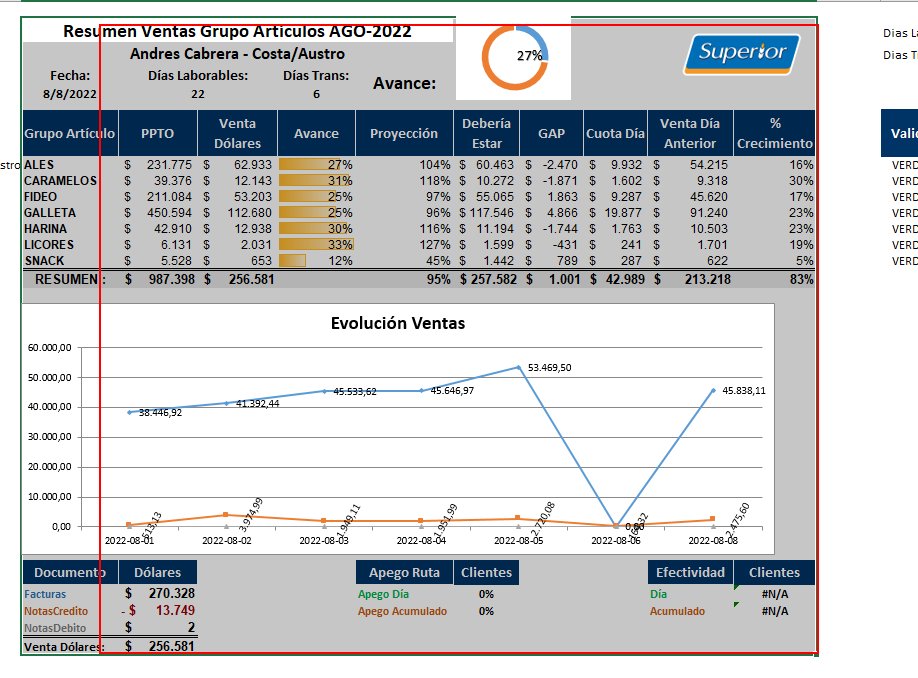 Resumen Ventas Grupo Artículos AGO-2022
Andres Cabrera - Costa/Austro
Fecha: Días Laborables: Días Trans: Avance: 27%
8/8/2022 22 6
Superior
Dias La
Dias T
Grupo Artículo PPTO Venta Dólares Avance Proyección Debería Estar GAP Cuota Día Venta Día Anterior % Crecimiento Valid
stro ALES $ 231.775 $ 62.933 27% 104% $ 60.463 $ -2.470 $ 9.932 $ 54.215 16% VERD
CARAMELOS $ 39.376 $ 12.143 31% 118% $ 10.272 $ -1.871 $ 1.602 $ 9.318 30% VERD
FIDEO $ 211.084 $ 53.203 25% 97% $ 55.065 $ 1.863 $ 9.287 $ 45.620 17% VERD
GALLETA $ 450.594 $ 112.680 25% 96% $ 117.546 $ 4.866 $ 19.877 $ 91.240 23% VERD
HARINA $ 42.910 $ 12.938 30% 116% $ 11.194 $ -1.744 $ 1.763 $ 10.503 23% VERD
LICORES $ 6.131 $ 2.031 33% 127% $ 1.599 $ -431 $ 241 $ 1.701 19% VERD
SNACK $ 5.528 $ 653 12% 45% $ 1.442 $ 789 $ 287 $ 622 5% VERD
RESUMEN: $ 987.398 $ 256.581 95% $ 257.582 $ 1.001 $ 42.989 $ 213.218 83%
Evolución Ventas
60.000,00
50.000,00
40.000,00
30.000,00
20.000,00
10.000,00
0,00
38.446,92 41.392,44 45.533,62 45.646,97 53.469,50 45.838,11
513,13 3.974,99 1.949,11 1.951,99 2.720,08 2.475,60
2022-08-01 2022-08-02 2022-08-03 2022-08-04 2022-08-05 2022-08-06 2022-08-08
Documento Dólares Apego Ruta Clientes Efectividad Clientes
Facturas $ 270.328 Apego Día 0% Día #N/A
NotasCredito -$ 13.749 Apego Acumulado 0% Acumulado #N/A
NotasDebito $ 2
Venta Dólares: $ 256.581